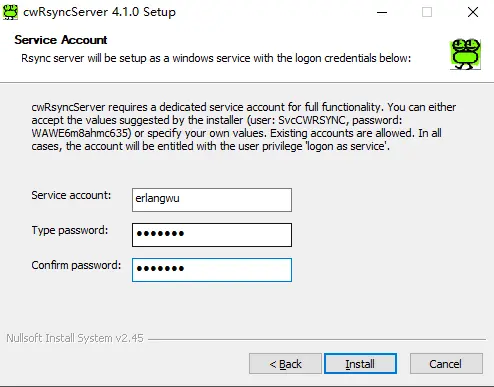 cwRsyncServer 4.1.0 Setup
Service Account
Rsync server will be setup as a windows service with the logon credentials below:
cwRsyncServer requires a dedicated service account for full functionality. You can either
accept the values suggested by the installer (user: SvcCWRSYNC, password:
WAWE6m8ahmc635) or specify your own values. Existing accounts are allowed. In all
cases, the account will be entitled with the user privilege 'logon as service'.
Service account:
erlangwu
Type password:
●●●●●●●
Confirm password:
●●●●●●●
Nullsoft Install System v2.45
< Back
Install
Cancel